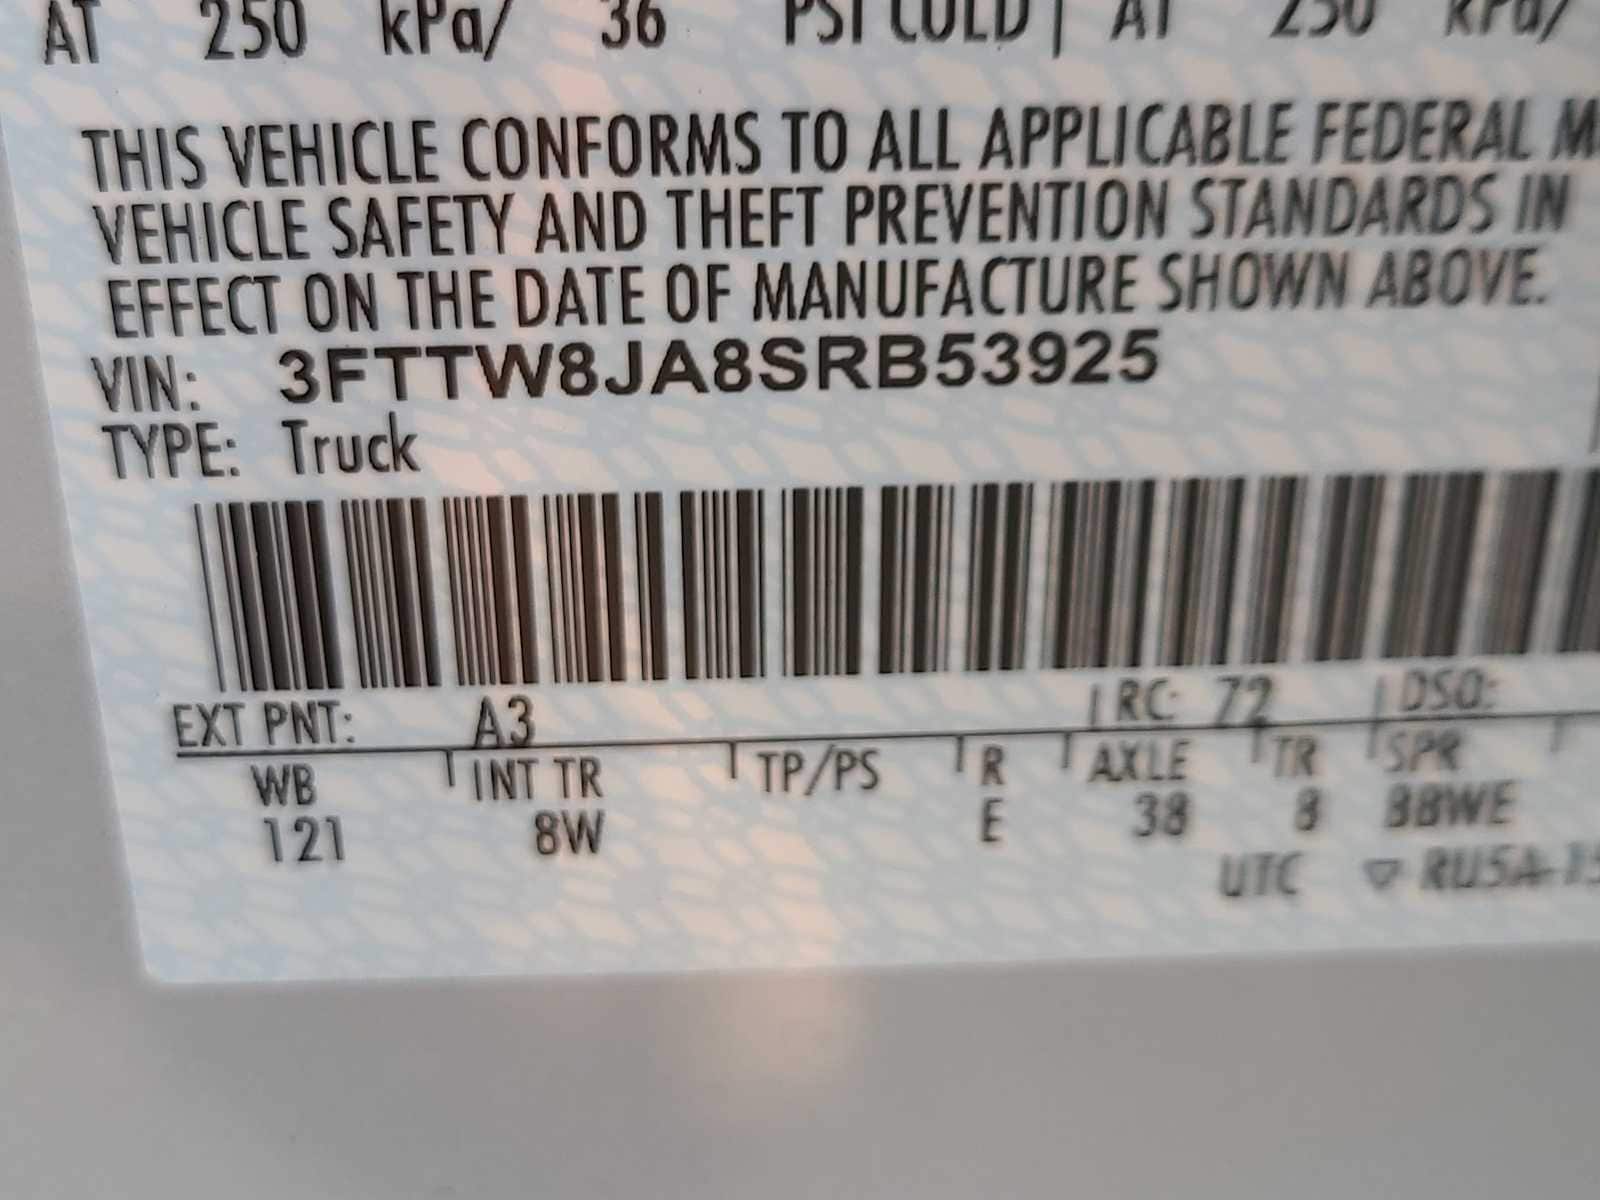 AT 250 kPa/ 36 PSI COLD | AT 250 kPa/
THIS VEHICLE CONFORMS TO ALL APPLICABLE FEDERAL
VEHICLE SAFETY AND THEFT PREVENTION STANDARDS IN
EFFECT ON THE DATE OF MANUFACTURE SHOWN ABOVE.
VIN: 3FTTW8JA8SRB53925
TYPE: Truck
EXT PNT: A3 RC: 72 DSO:
WB INT TR TP/PS R AXLE TR SPR
121 8W E 38 8 BBWE
UTC ▽